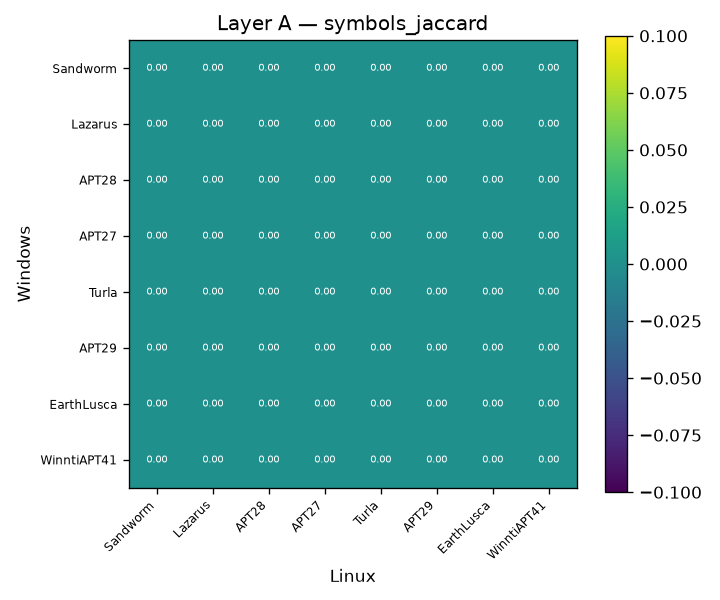 Layer A — symbols_jaccard
Sandworm 0.00 0.00 0.00 0.00 0.00 0.00 0.00 0.00
Lazarus 0.00 0.00 0.00 0.00 0.00 0.00 0.00 0.00
APT28 0.00 0.00 0.00 0.00 0.00 0.00 0.00 0.00
APT27 0.00 0.00 0.00 0.00 0.00 0.00 0.00 0.00
Turla 0.00 0.00 0.00 0.00 0.00 0.00 0.00 0.00
APT29 0.00 0.00 0.00 0.00 0.00 0.00 0.00 0.00
EarthLusca 0.00 0.00 0.00 0.00 0.00 0.00 0.00 0.00
WinntiAPT41 0.00 0.00 0.00 0.00 0.00 0.00 0.00 0.00
Windows
Sandworm Lazarus APT28 APT27 Turla APT29 EarthLusca WinntiAPT41
Linux
0.100
0.075
0.050
0.025
0.000
−0.025
−0.050
−0.075
−0.100